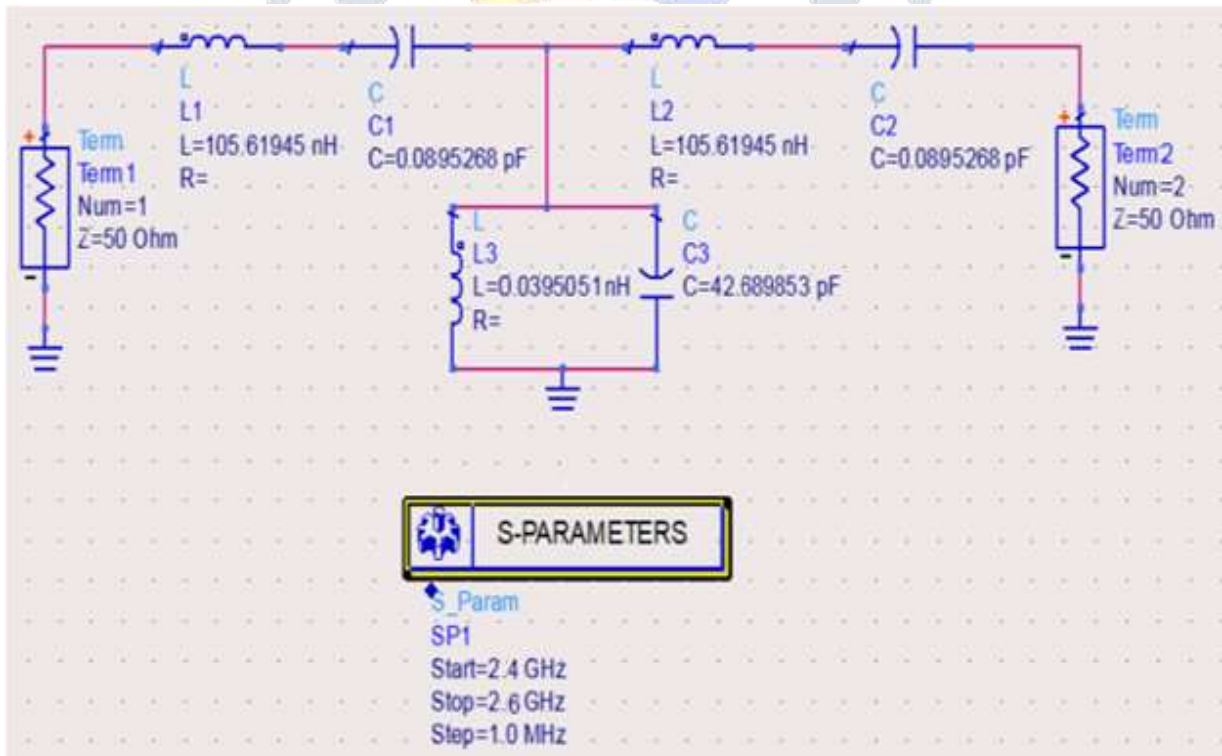 L
L1
L=105.61945 nH
R=
C
C1
C=0.0895268 pF
L
L2
L=105.61945 nH
R=
C
C2
C=0.0895268 pF
+
Term
Term1
Num=1
Z=50 Ohm
-
+
Term
Term2
Num=2
Z=50 Ohm
-
L
L3
L=0.0395051 nH
R=
C
C3
C=42.689853 pF
S-PARAMETERS
S_Param
SP1
Start=2.4 GHz
Stop=2.6 GHz
Step=1.0 MHz